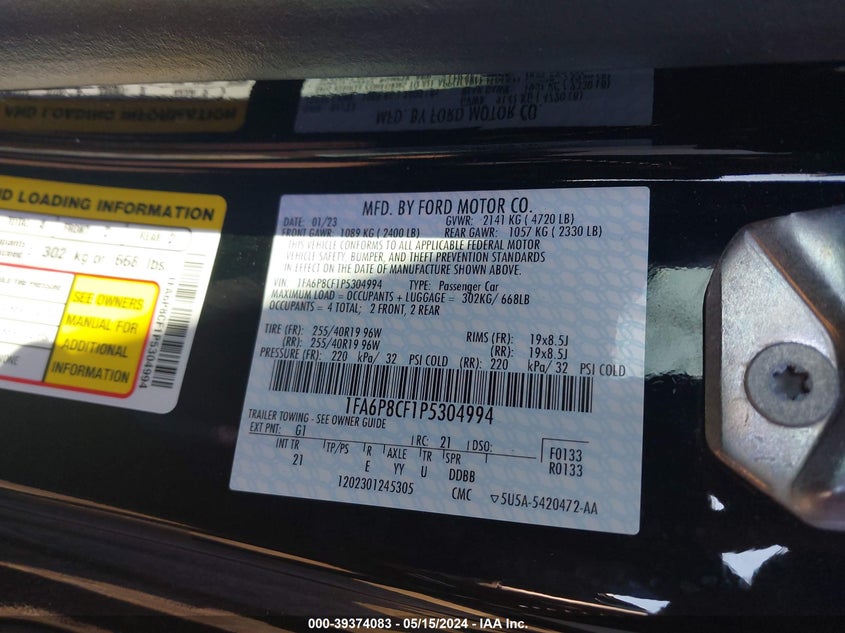 MFD. BY FORD MOTOR CO.
DATE: 01/23 GVWR: 2141 KG ( 4720 LB)
FRONT GAWR: 1089 KG ( 2400 LB) REAR GAWR: 1057 KG ( 2330 LB)
THIS VEHICLE CONFORMS TO ALL APPLICABLE FEDERAL MOTOR
VEHICLE SAFETY, BUMPER, AND THEFT PREVENTION STANDARDS
IN EFFECT ON THE DATE OF MANUFACTURE SHOWN ABOVE.
VIN: 1FA6P8CF1P5304994 TYPE: Passenger Car
MAXIMUM LOAD = OCCUPANTS + LUGGAGE = 302KG/ 668LB
OCCUPANTS = 4 TOTAL; 2 FRONT, 2 REAR
TIRE (FR): 255/40R19 96W RIMS (FR): 19x8.5J
(RR): 255/40R19 96W (RR): 19x8.5J
PRESSURE (FR): 220 kPa/ 32 PSI COLD (RR): 220 kPa/ 32 PSI COLD
1FA6P8CF1P5304994
TRAILER TOWING - SEE OWNER GUIDE
EXT PNT: G1 RC: 21 DSO: F0133
INT TR TP/PS R AXLE TR SPR R0133
21 E YY U DDBB
1202301245305 CMC ▽5U5A-5420472-AA
LOADING INFORMATION
302 kg or 668 lbs
SEE OWNERS
MANUAL FOR
ADDITIONAL
INFORMATION
1FA6P8CF1P5304994
000-39374083 - 05/15/2024 - IAA Inc.